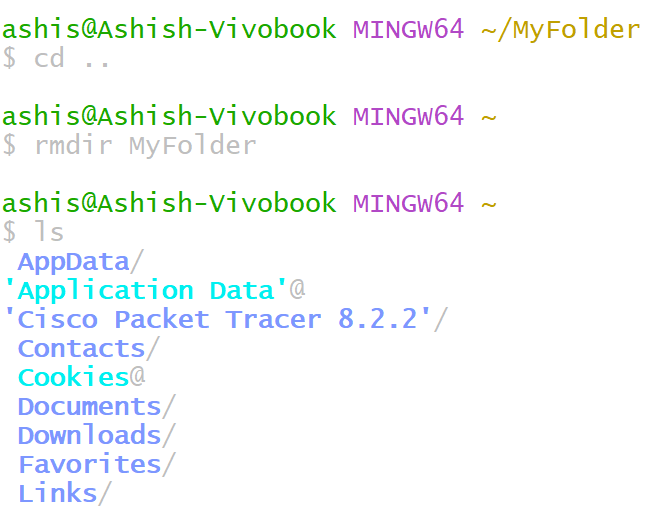 ashis@Ashish-Vivobook MINGW64 ~/MyFolder
$ cd ..
ashis@Ashish-Vivobook MINGW64 ~
$ rmdir MyFolder
ashis@Ashish-Vivobook MINGW64 ~
$ ls
AppData/
'Application Data'@
'Cisco Packet Tracer 8.2.2'/
Contacts/
Cookies@
Documents/
Downloads/
Favorites/
Links/